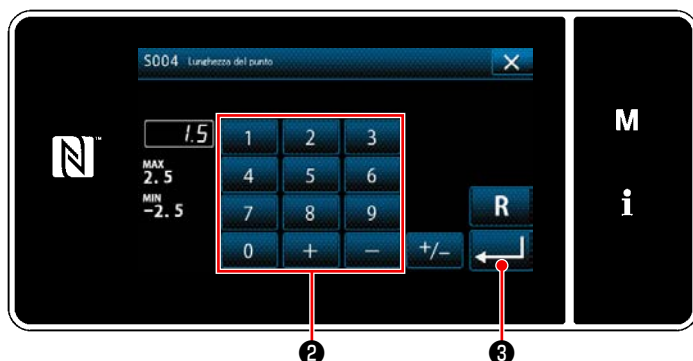 S004 Lunghezza del punto
1.5
MAX
2.5
MIN
-2.5
1 2 3
4 5 6
7 8 9
0 + − +/−
R
M
i
❷ ❸